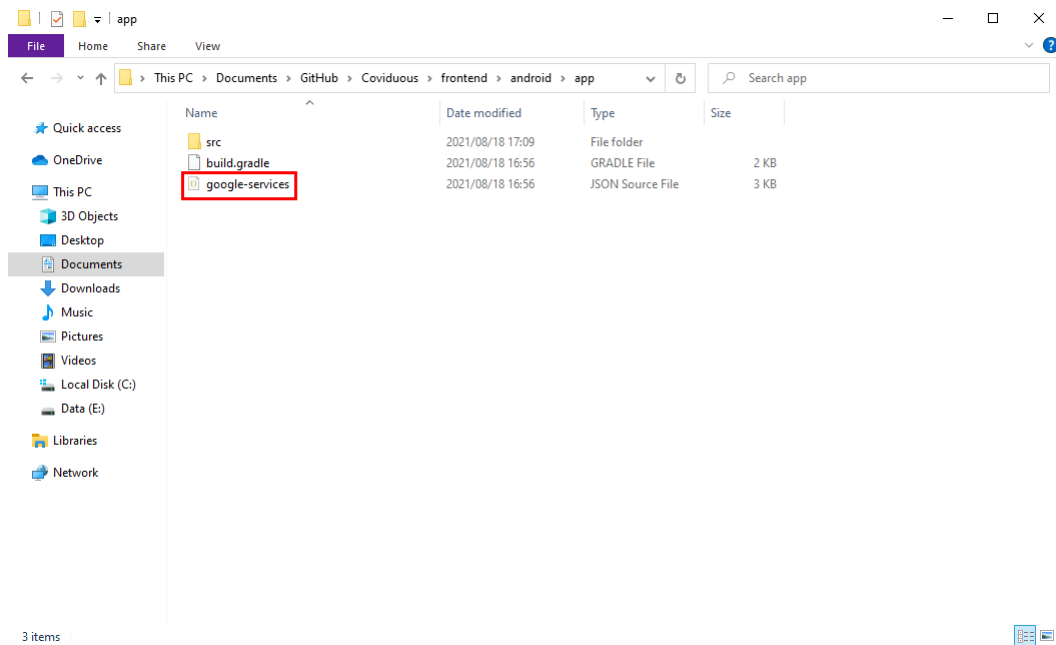 app
File Home Share View
This PC > Documents > GitHub > Coviduous > frontend > android > app
Search app
Name Date modified Type Size
Quick access
OneDrive
This PC
3D Objects
Desktop
Documents
Downloads
Music
Pictures
Videos
Local Disk (C:)
Data (E:)
Libraries
Network
src 2021/08/18 17:09 File folder
build.gradle 2021/08/18 16:56 GRADLE File 2 KB
google-services 2021/08/18 16:56 JSON Source File 3 KB
3 items